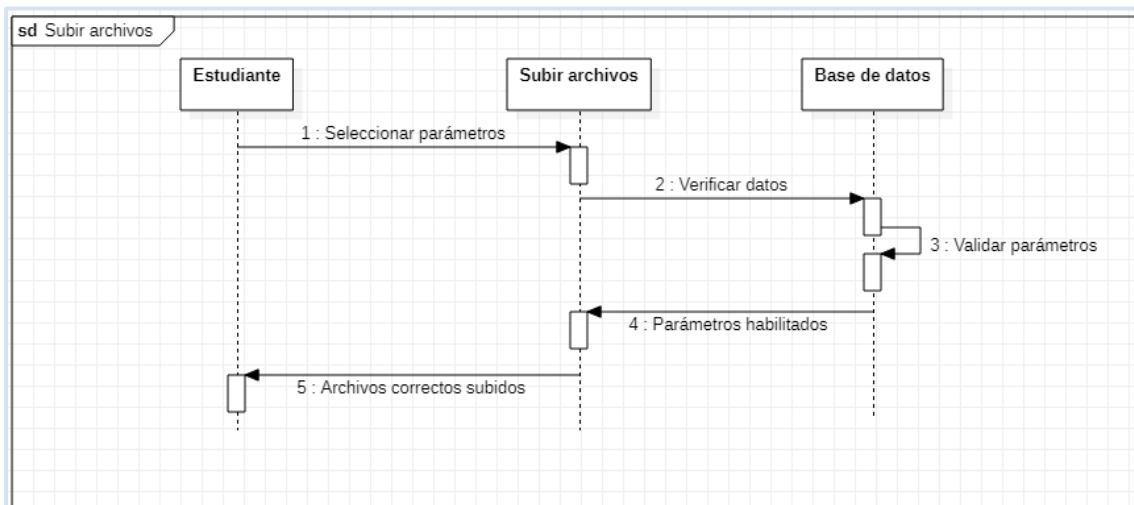 sd Subir archivos
Estudiante
Subir archivos
Base de datos
1 : Seleccionar parámetros
2 : Verificar datos
3 : Validar parámetros
4 : Parámetros habilitados
5 : Archivos correctos subidos